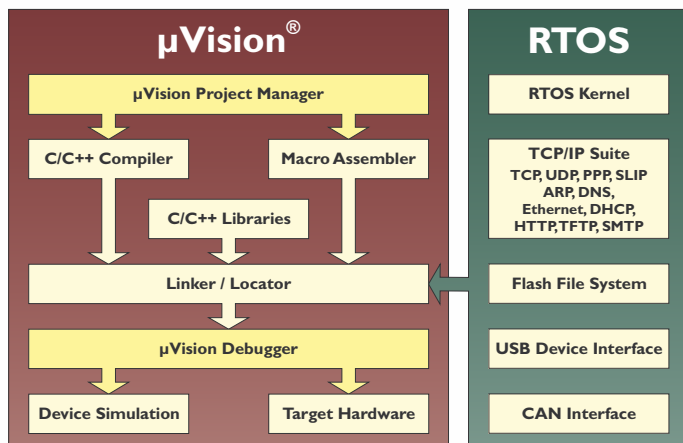 µVision®
µVision Project Manager
C/C++ Compiler
Macro Assembler
C/C++ Libraries
Linker / Locator
µVision Debugger
Device Simulation
Target Hardware
RTOS
RTOS Kernel
TCP/IP Suite
TCP, UDP, PPP, SLIP
ARP, DNS,
Ethernet, DHCP,
HTTP, TFTP, SMTP
Flash File System
USB Device Interface
CAN Interface